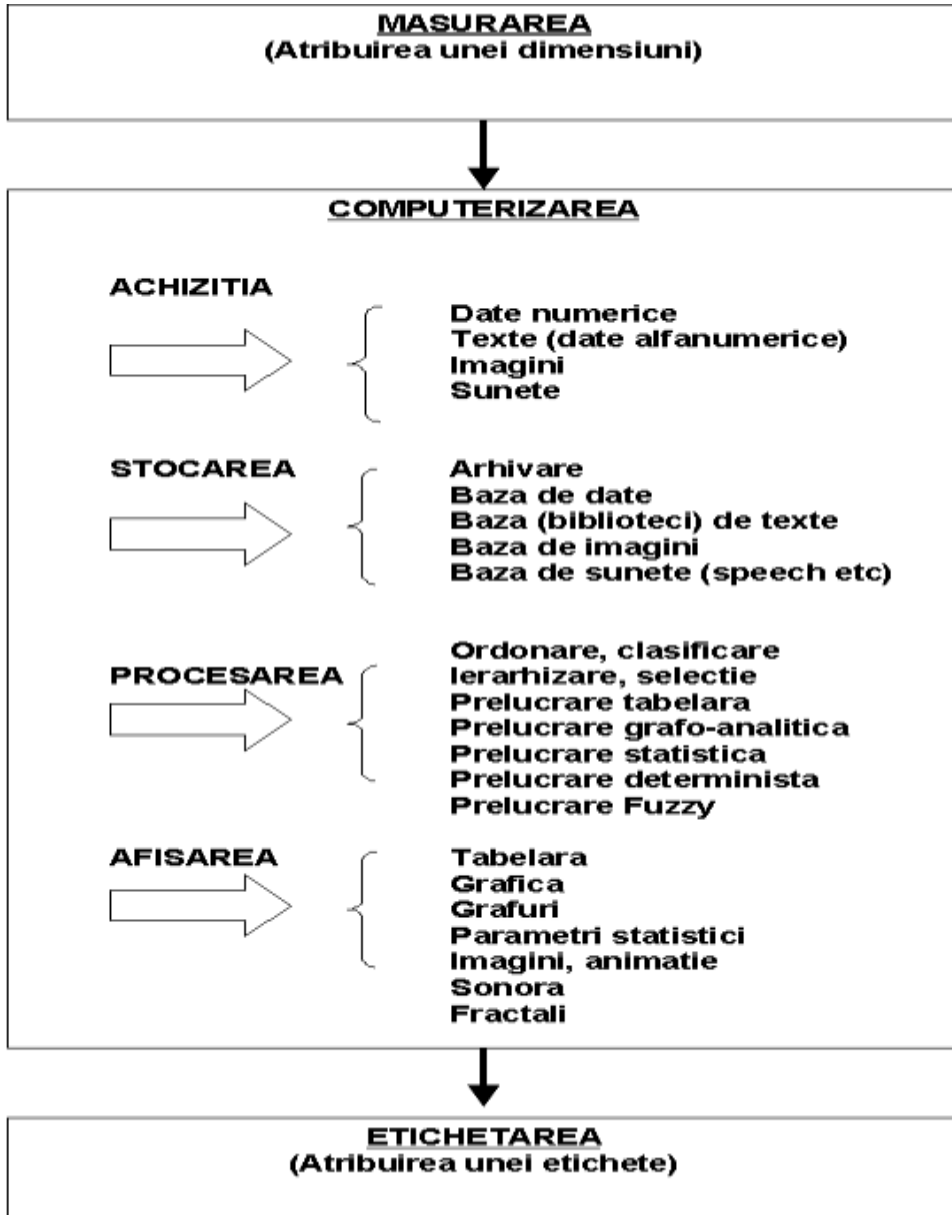 MASURAREA
(Atribuirea unei dimensiuni)
COMPUTERIZAREA
ACHIZITIA
Date numerice
Texte (date alfanumerice)
Imagini
Sunete
STOCAREA
Arhivare
Baza de date
Baza (biblioteci) de texte
Baza de imagini
Baza de sunete (speech etc)
PROCESAREA
Ordonare, clasificare
Ierarhizare, selectie
Prelucrare tabelara
Prelucrare grafo-analitica
Prelucrare statistica
Prelucrare determinista
Prelucrare Fuzzy
AFISAREA
Tabelara
Grafica
Grafuri
Parametri statistici
Imagini, animatie
Sonora
Fractali
ETICHETAREA
(Atribuirea unei etichete)